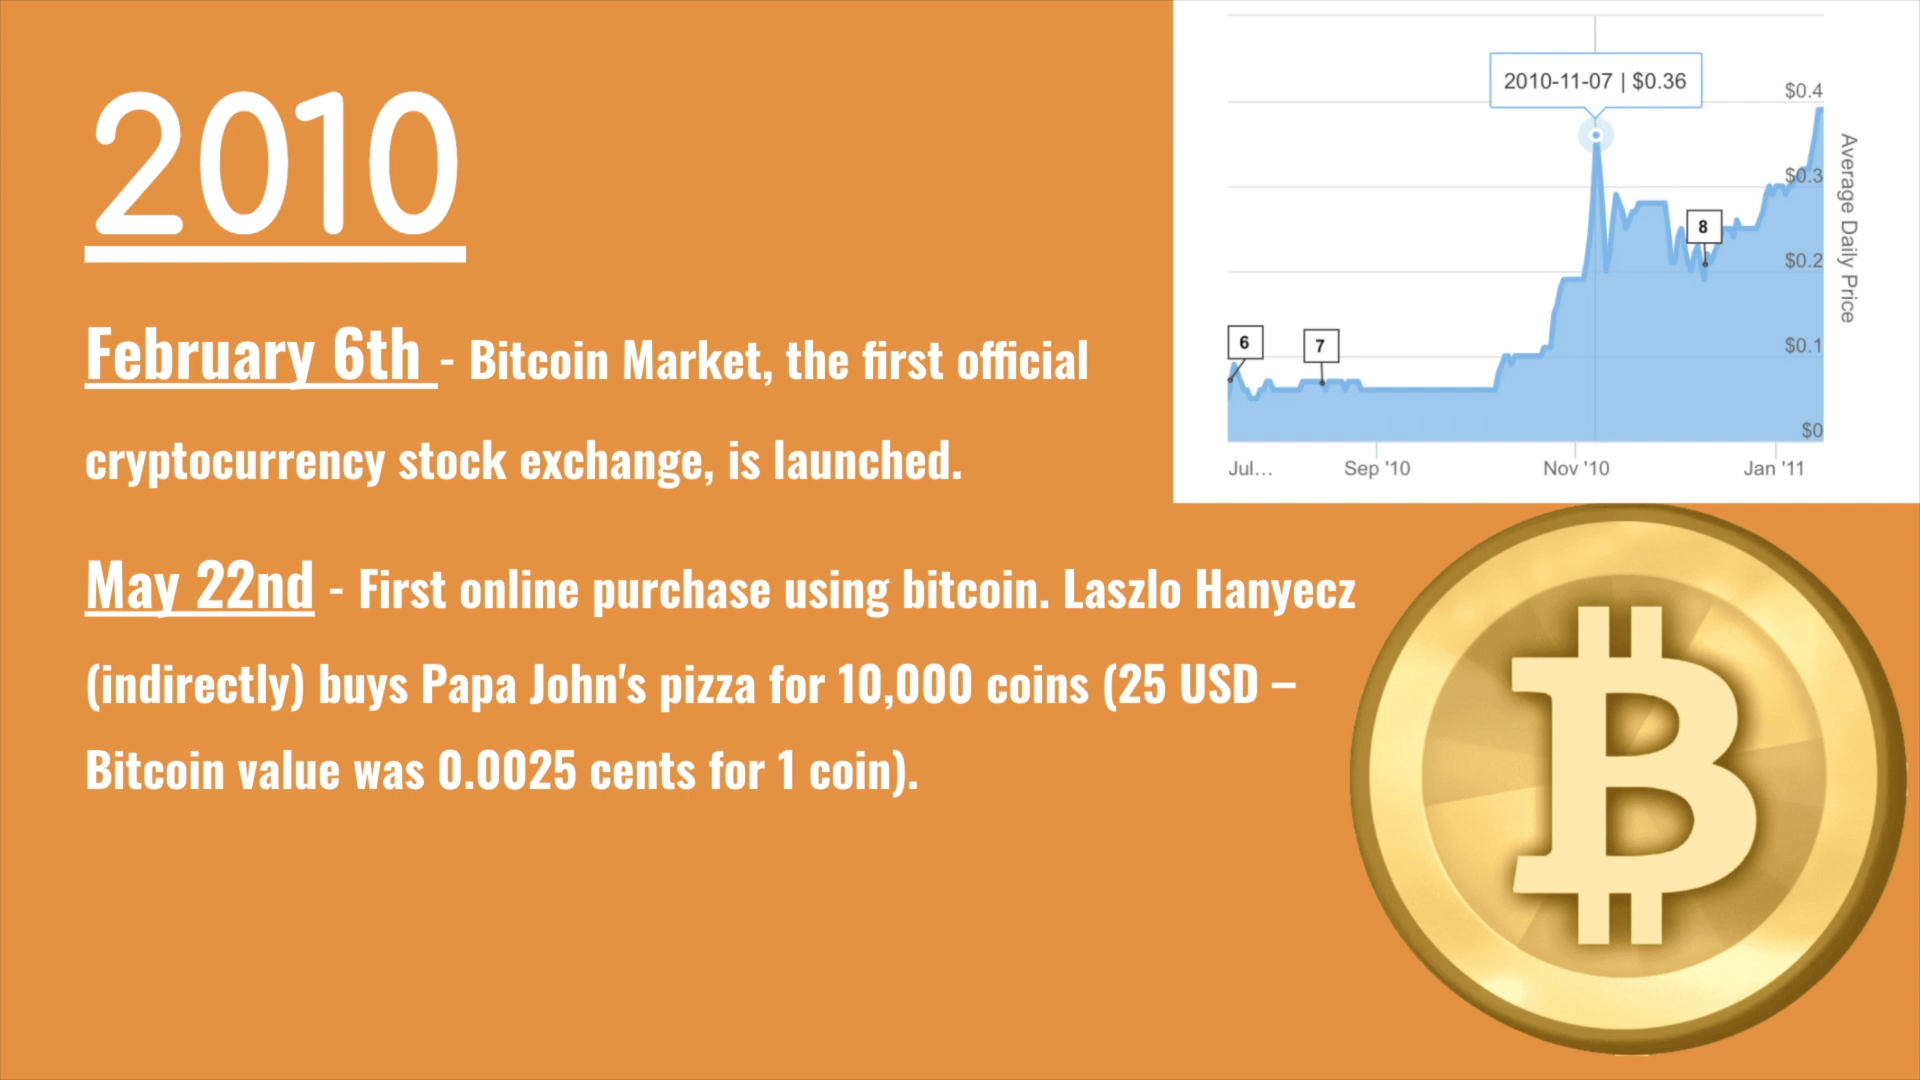 2010
February 6th - Bitcoin Market, the first official
cryptocurrency stock exchange, is launched.
May 22nd - First online purchase using bitcoin. Laszlo Hanyecz
(indirectly) buys Papa John's pizza for 10,000 coins (25 USD –
Bitcoin value was 0.0025 cents for 1 coin).
2010-11-07 | $0.36
$0.4
$0.3
$0.2
$0.1
$0
Average Daily Price
6
7
8
Jul...
Sep '10
Nov '10
Jan '11